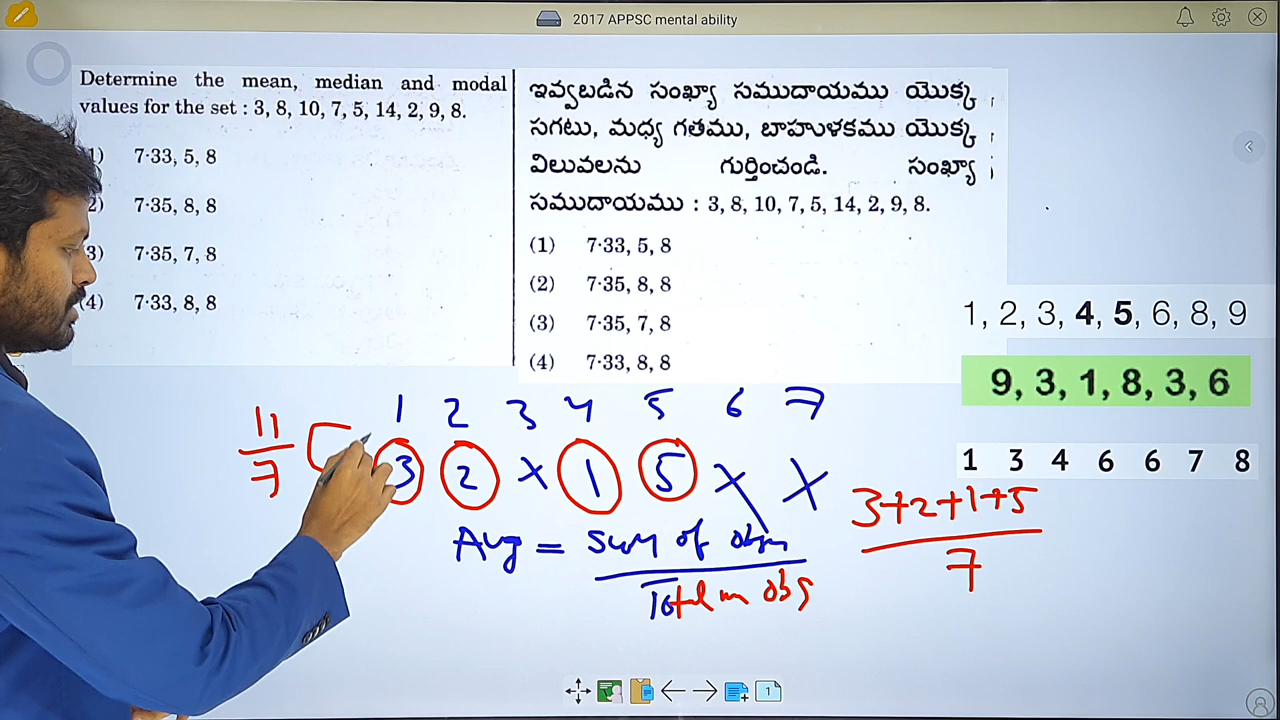 2017 APPSC mental ability
Determine the mean, median and modal
values for the set : 3, 8, 10, 7, 5, 14, 2, 9, 8.
1) 7·33, 5, 8
2) 7·35, 8, 8
3) 7·35, 7, 8
(4) 7·33, 8, 8
ఇవ్వబడిన సంఖ్యా సముదాయము యొక్క
సగటు, మధ్య గతము, బాహుళకము యొక్క
విలువలను గుర్తించండి. సంఖ్యా
సముదాయము : 3, 8, 10, 7, 5, 14, 2, 9, 8.
(1) 7·33, 5, 8
(2) 7·35, 8, 8
(3) 7·35, 7, 8
(4) 7·33, 8, 8
1, 2, 3, 4, 5, 6, 8, 9
9, 3, 1, 8, 3, 6
1 3 4 6 6 7 8
1 2 3 4 5 6 7
3 2 x 1 5 x x
11
7
Avg = Sum of obsn
Total no obs
3+2+1+5
7
1